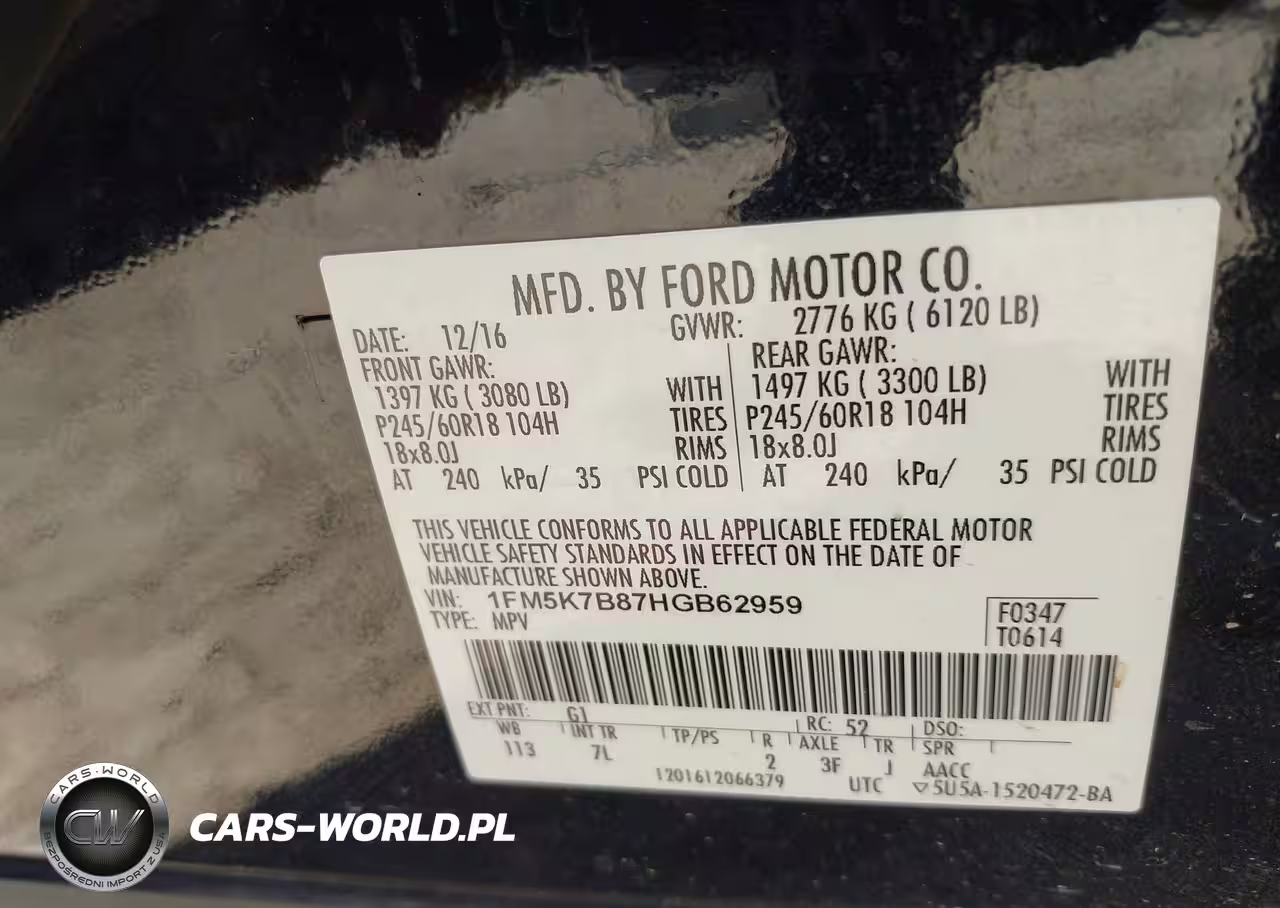 MFD. BY FORD MOTOR CO.
DATE: 12/16 GVWR: 2776 KG ( 6120 LB)
FRONT GAWR: REAR GAWR:
1397 KG ( 3080 LB) WITH 1497 KG ( 3300 LB) WITH
P245/60R18 104H TIRES P245/60R18 104H TIRES
18x8.0J RIMS 18x8.0J RIMS
AT 240 kPa/ 35 PSI COLD AT 240 kPa/ 35 PSI COLD
THIS VEHICLE CONFORMS TO ALL APPLICABLE FEDERAL MOTOR
VEHICLE SAFETY STANDARDS IN EFFECT ON THE DATE OF
MANUFACTURE SHOWN ABOVE.
VIN: 1FM5K7B87HGB62959 F0347
TYPE: MPV T0614
EXT PNT: G1 RC: 52 DSO:
WB INT TR TP/PS R AXLE TR SPR
113 7L 2 3F J AACC
1201612066379 UTC ▽5U5A-1520472-BA
CARS-WORLD
CW
BEZPOŚREDNI IMPORT Z USA
CARS-WORLD.PL